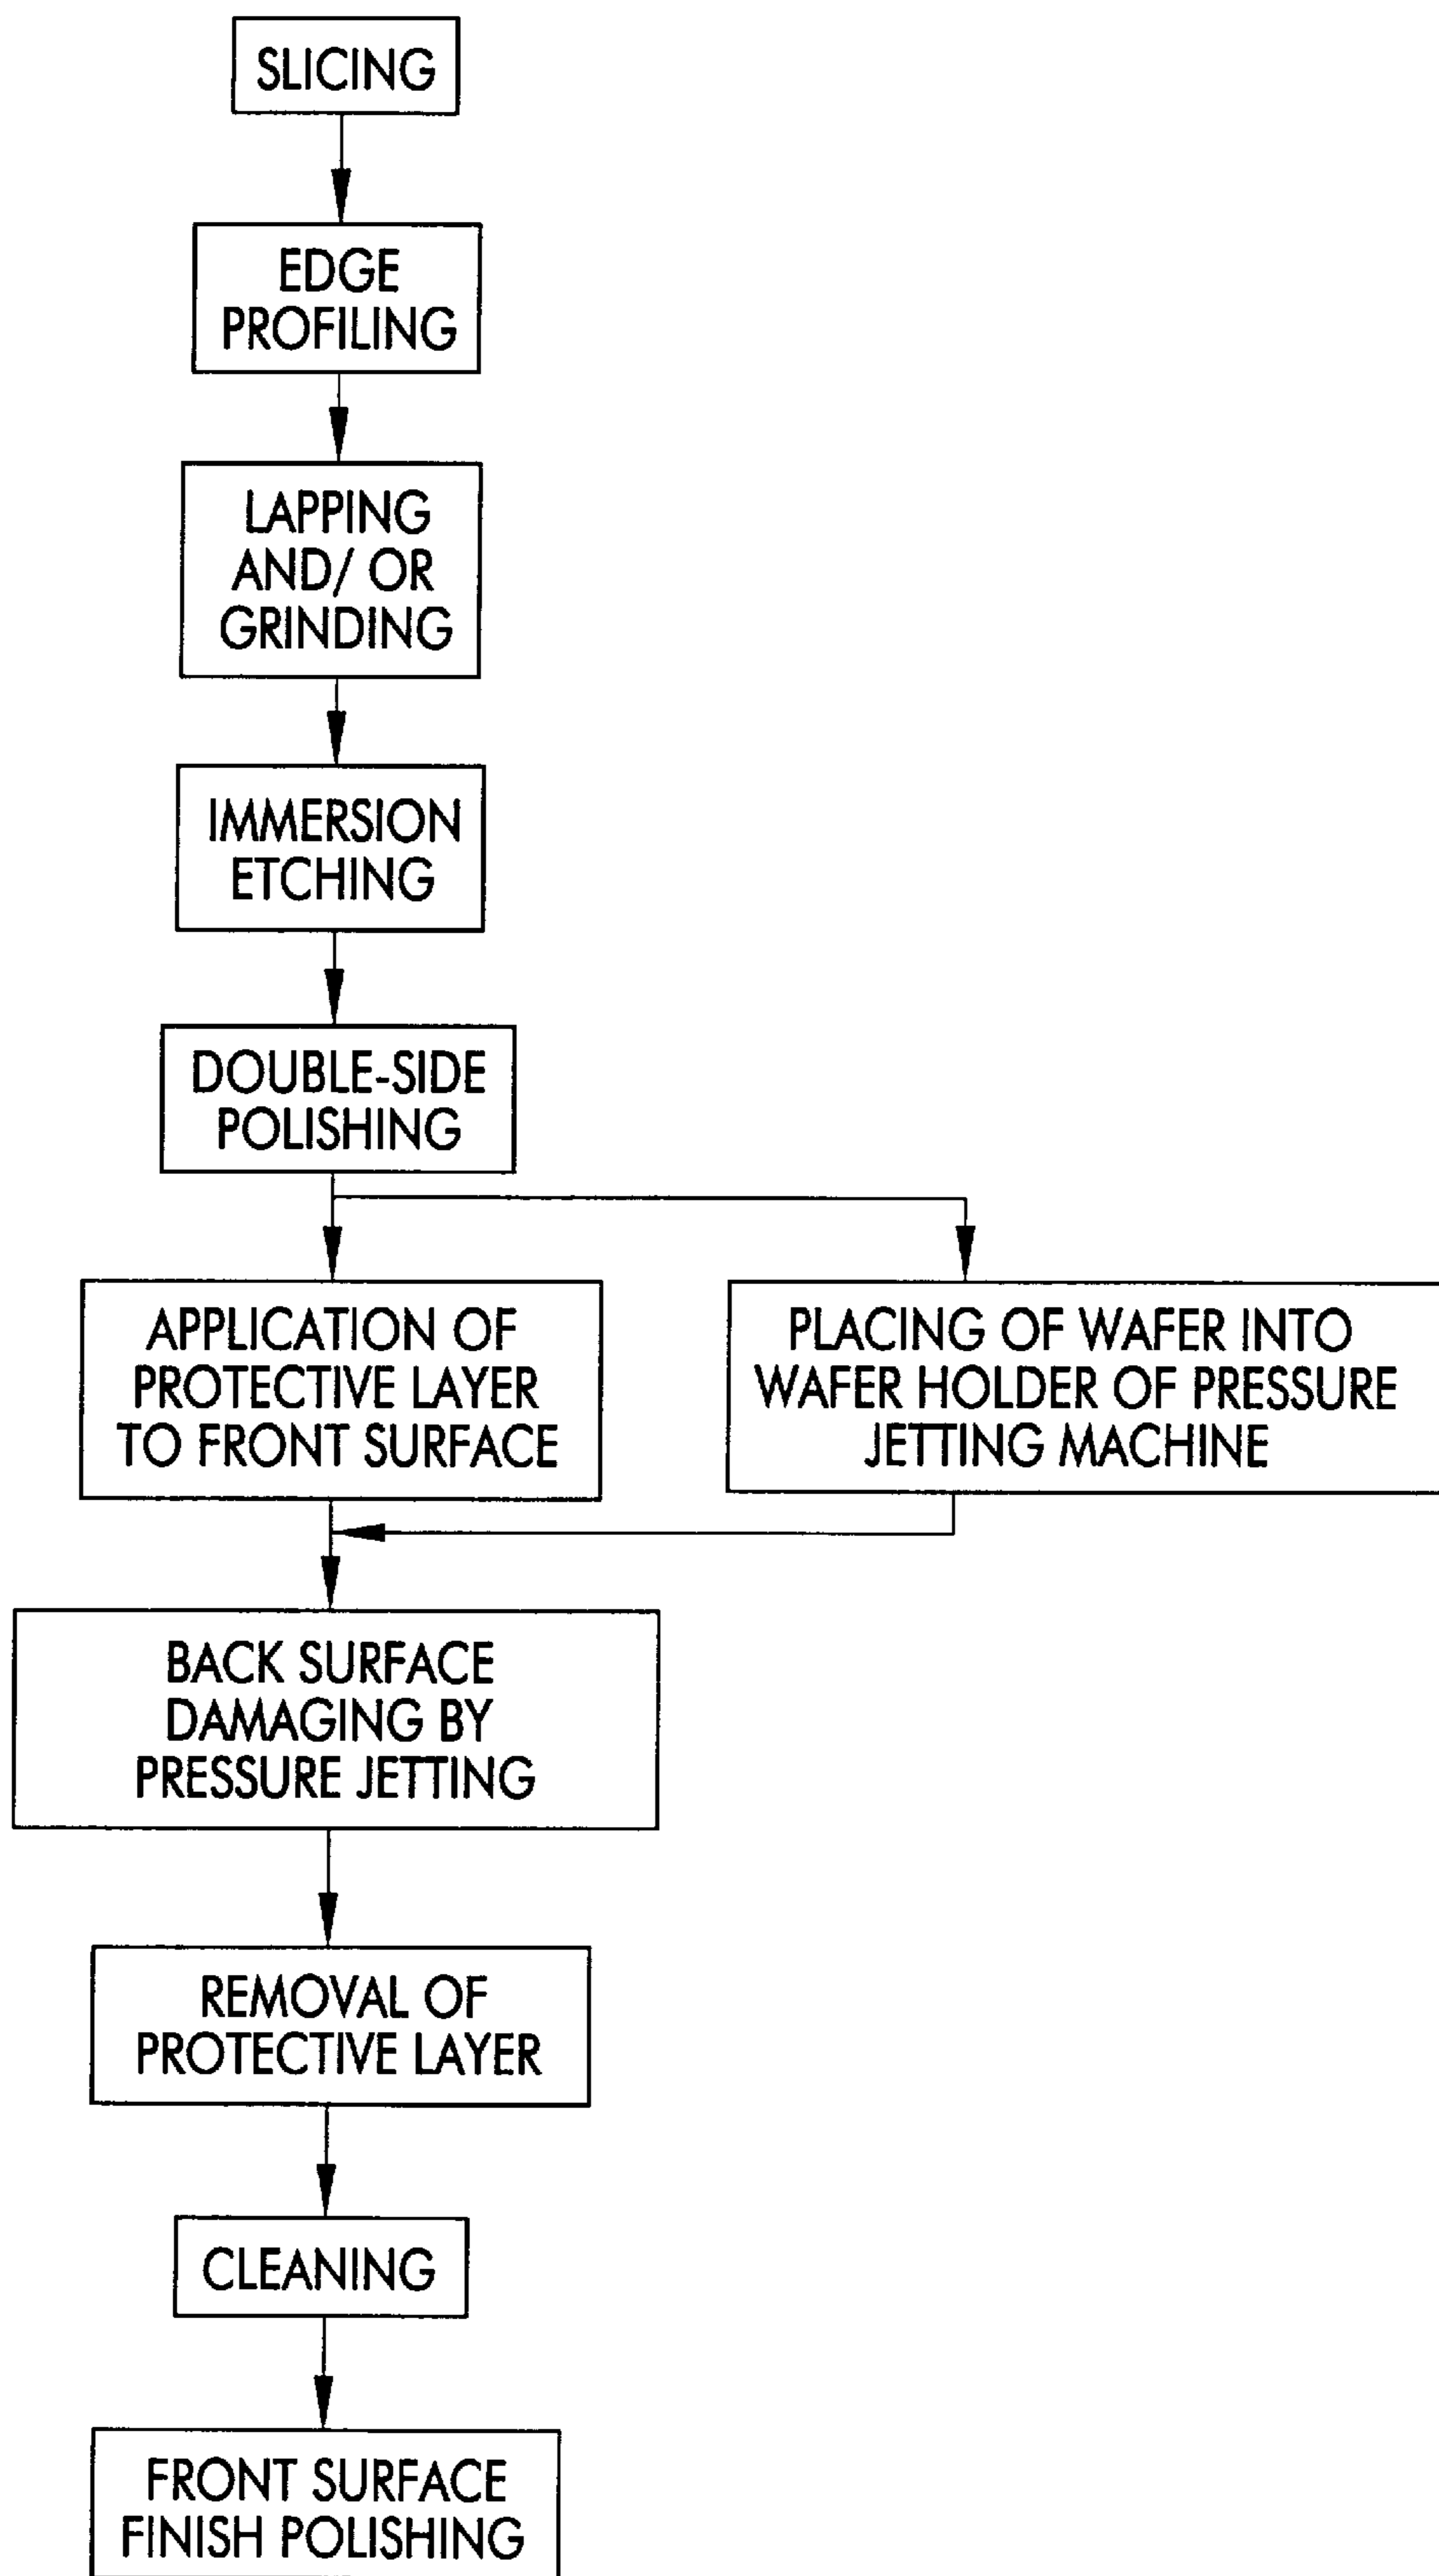 SLICING
EDGE
PROFILING
LAPPING
AND/ OR
GRINDING
IMMERSION
ETCHING
DOUBLE-SIDE
POLISHING
APPLICATION OF
PROTECTIVE LAYER
TO FRONT SURFACE
PLACING OF WAFER INTO
WAFER HOLDER OF PRESSURE
JETTING MACHINE
BACK SURFACE
DAMAGING BY
PRESSURE JETTING
REMOVAL OF
PROTECTIVE LAYER
CLEANING
FRONT SURFACE
FINISH POLISHING